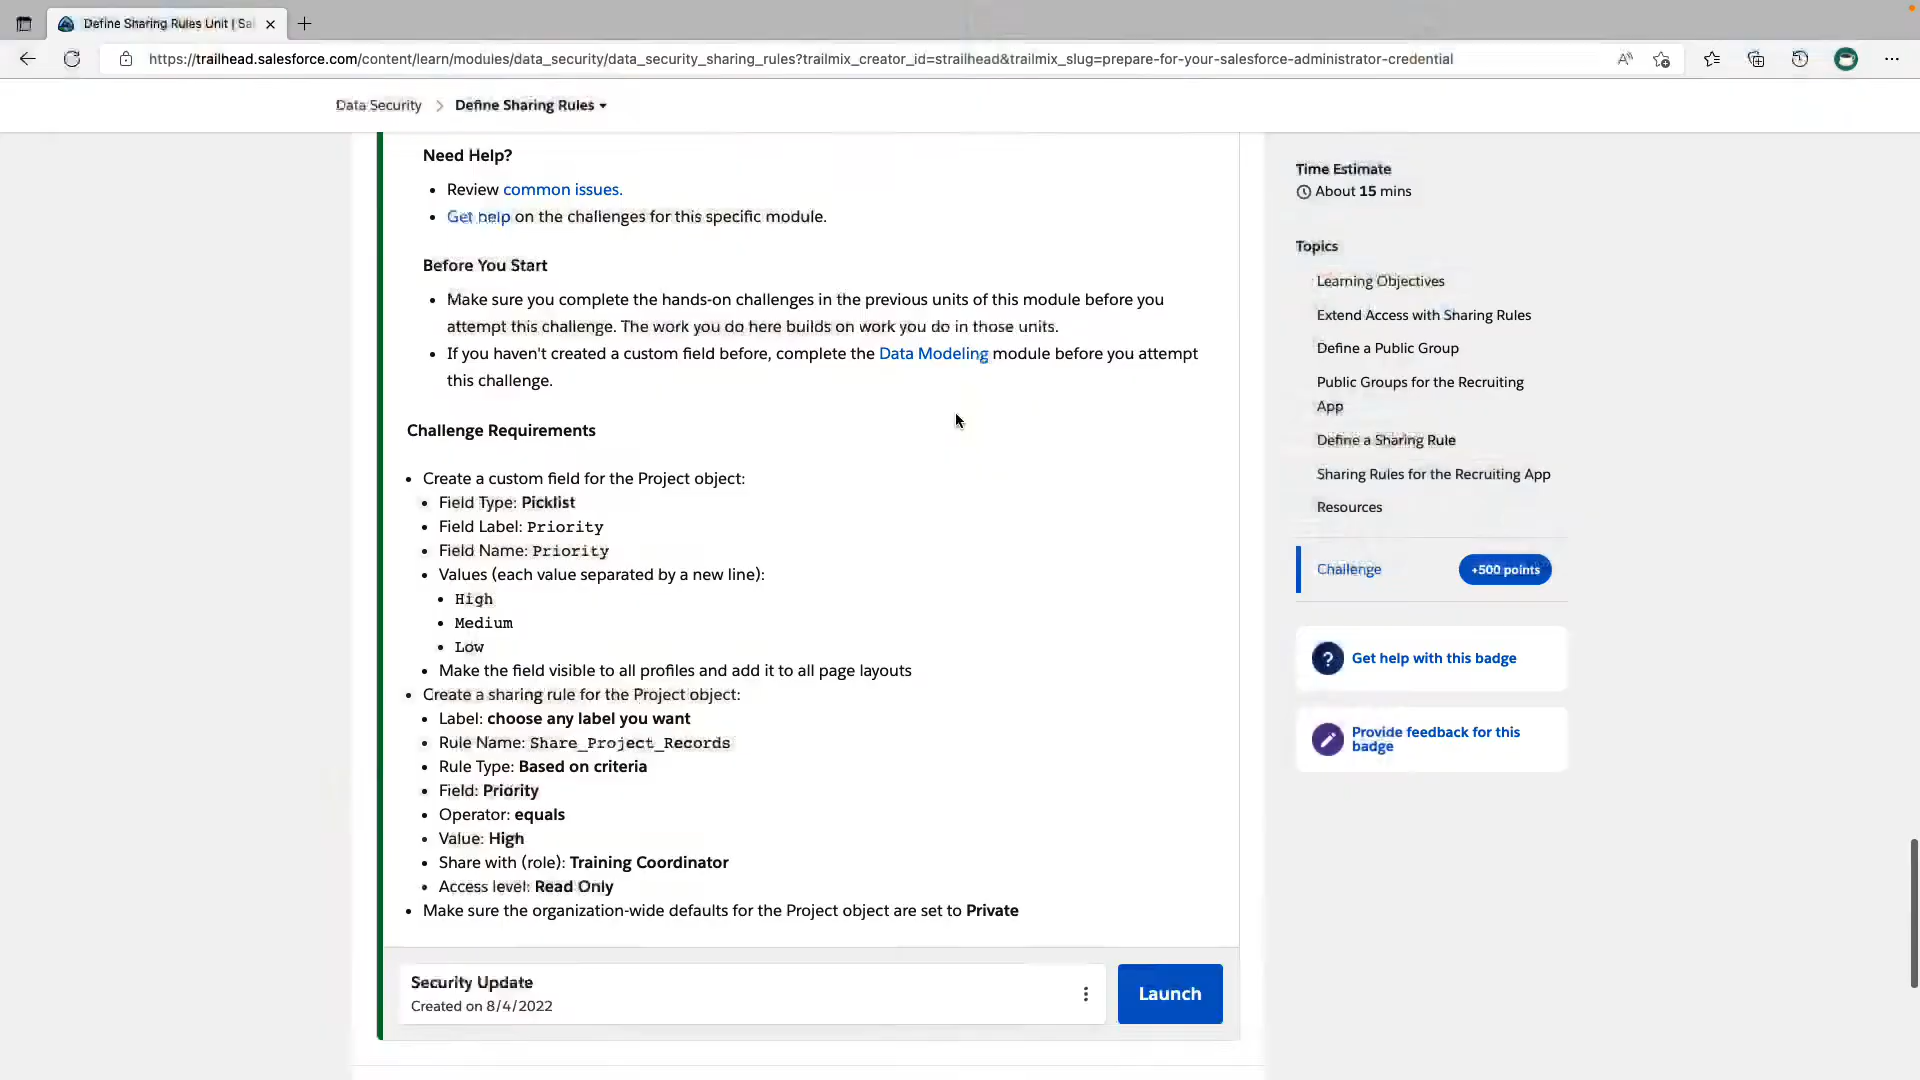 Define Sharing Rules Unit | Sa
https://trailhead.salesforce.com/content/learn/modules/data_security/data_security_sharing_rules?trailmix_creator_id=strailhead&trailmix_slug=prepare-for-your-salesforce-administrator-credential
Data Security > Define Sharing Rules
Need Help?
• Review common issues.
• Get help on the challenges for this specific module.
Before You Start
• Make sure you complete the hands-on challenges in the previous units of this module before you
attempt this challenge. The work you do here builds on work you do in those units.
• If you haven't created a custom field before, complete the Data Modeling module before you attempt
this challenge.
Challenge Requirements
• Create a custom field for the Project object:
• Field Type: Picklist
• Field Label: Priority
• Field Name: Priority
• Values (each value separated by a new line):
• High
• Medium
• Low
• Make the field visible to all profiles and add it to all page layouts
• Create a sharing rule for the Project object:
• Label: choose any label you want
• Rule Name: Share_Project_Records
• Rule Type: Based on criteria
• Field: Priority
• Operator: equals
• Value: High
• Share with (role): Training Coordinator
• Access level: Read Only
• Make sure the organization-wide defaults for the Project object are set to Private
Security Update
Created on 8/4/2022
Launch
Time Estimate
About 15 mins
Topics
Learning Objectives
Extend Access with Sharing Rules
Define a Public Group
Public Groups for the Recruiting
App
Define a Sharing Rule
Sharing Rules for the Recruiting App
Resources
Challenge
+500 points
Get help with this badge
Provide feedback for this
badge